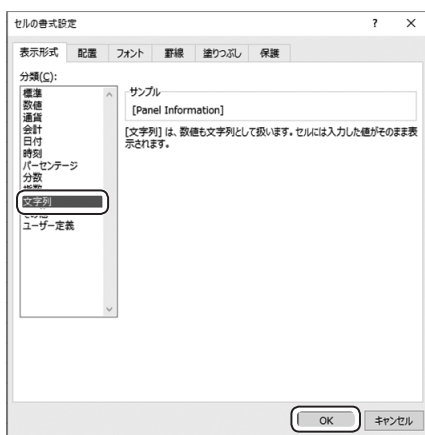 セルの書式設定 ? ×
表示形式 配置 フォント 罫線 塗りつぶし 保護
分類(C):
標準
数値
通貨
会計
日付
時刻
パーセンテージ
分数
指数
文字列
その他
ユーザー定義
サンプル
[Panel Information]
[文字列] は、数値も文字列として扱います。セルには入力した値がそのまま表
示されます。
OK キャンセル